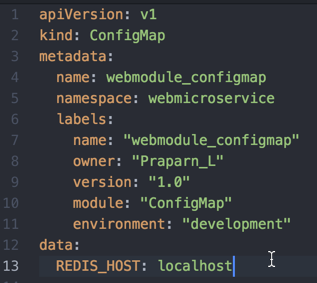 1 apiVersion: v1
2 kind: ConfigMap
3 metadata:
4   name: webmodule_configmap
5   namespace: webmicroservice
6   labels:
7     name: "webmodule_configmap"
8     owner: "Praparn_L"
9     version: "1.0"
10     module: "ConfigMap"
11     environment: "development"
12 data:
13   REDIS_HOST: localhost